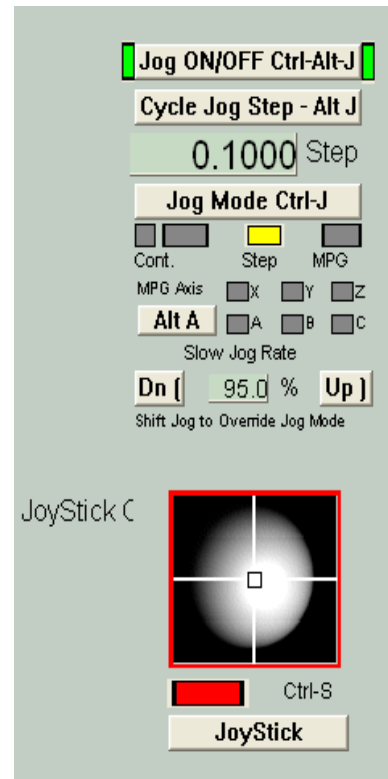 Jog ON/OFF Ctrl-Alt-J
Cycle Jog Step - Alt J
0.1000 Step
Jog Mode Ctrl-J
Cont. Step MPG
MPG Axis X Y Z
Alt A A B C
Slow Jog Rate
Dn ( 95.0 % Up )
Shift Jog to Override Jog Mode
JoyStick C
Ctrl-S
JoyStick